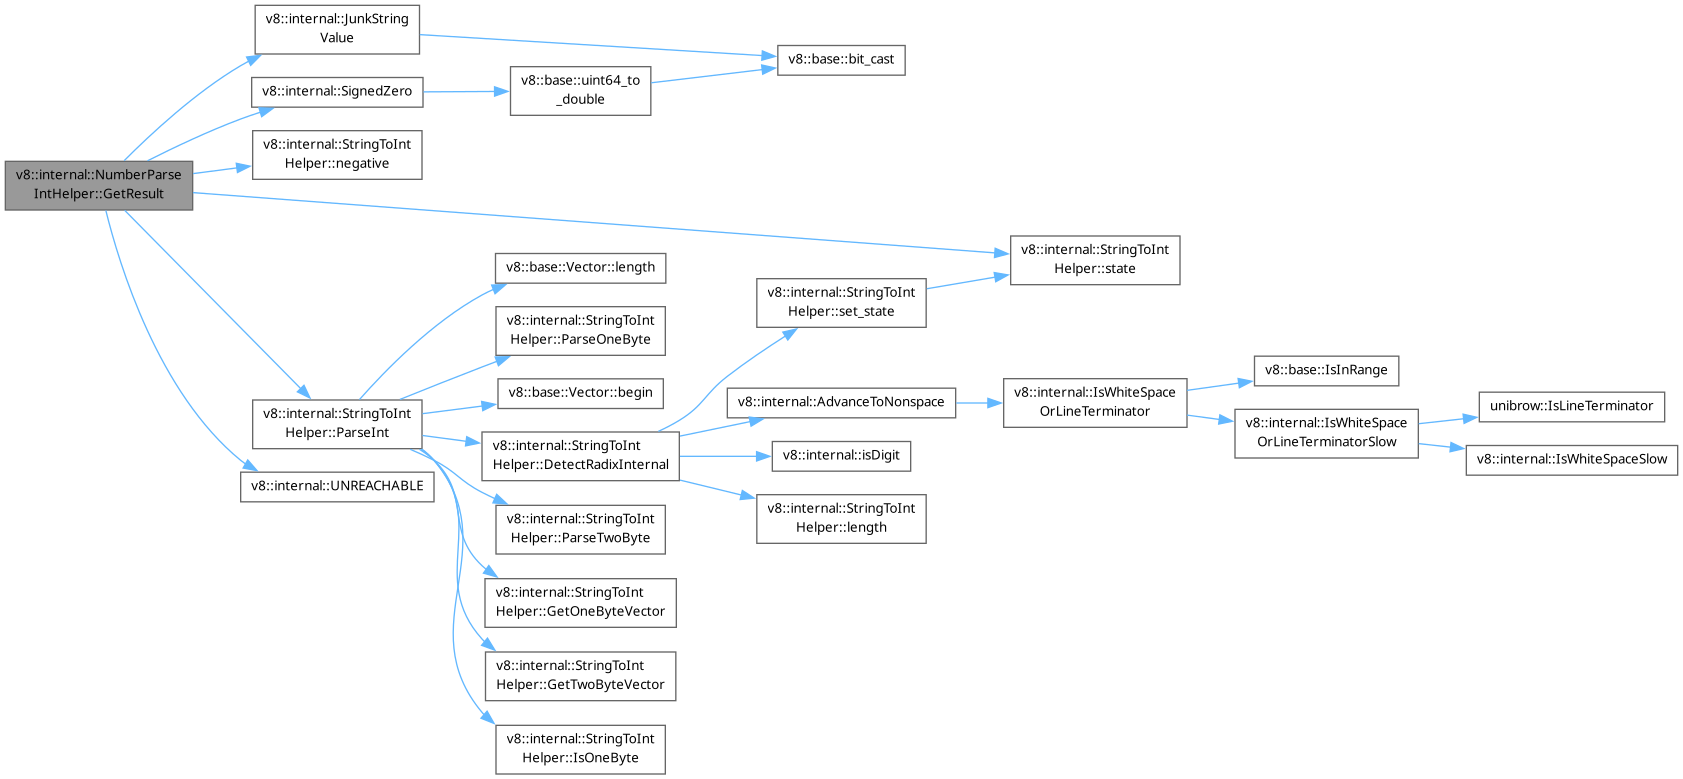 v8::internal::JunkString
Value
v8::base::bit_cast
v8::internal::SignedZero
v8::base::uint64_to
_double
v8::internal::StringToInt
Helper::negative
v8::internal::NumberParse
IntHelper::GetResult
v8::internal::StringToInt
Helper::state
v8::base::Vector::length
v8::internal::StringToInt
Helper::set_state
v8::internal::StringToInt
Helper::ParseOneByte
v8::base::IsInRange
v8::base::Vector::begin
v8::internal::AdvanceToNonspace
v8::internal::IsWhiteSpace
OrLineTerminator
unibrow::IsLineTerminator
v8::internal::StringToInt
Helper::ParseInt
v8::internal::StringToInt
Helper::DetectRadixInternal
v8::internal::isDigit
v8::internal::IsWhiteSpace
OrLineTerminatorSlow
v8::internal::IsWhiteSpaceSlow
v8::internal::UNREACHABLE
v8::internal::StringToInt
Helper::length
v8::internal::StringToInt
Helper::ParseTwoByte
v8::internal::StringToInt
Helper::GetOneByteVector
v8::internal::StringToInt
Helper::GetTwoByteVector
v8::internal::StringToInt
Helper::IsOneByte